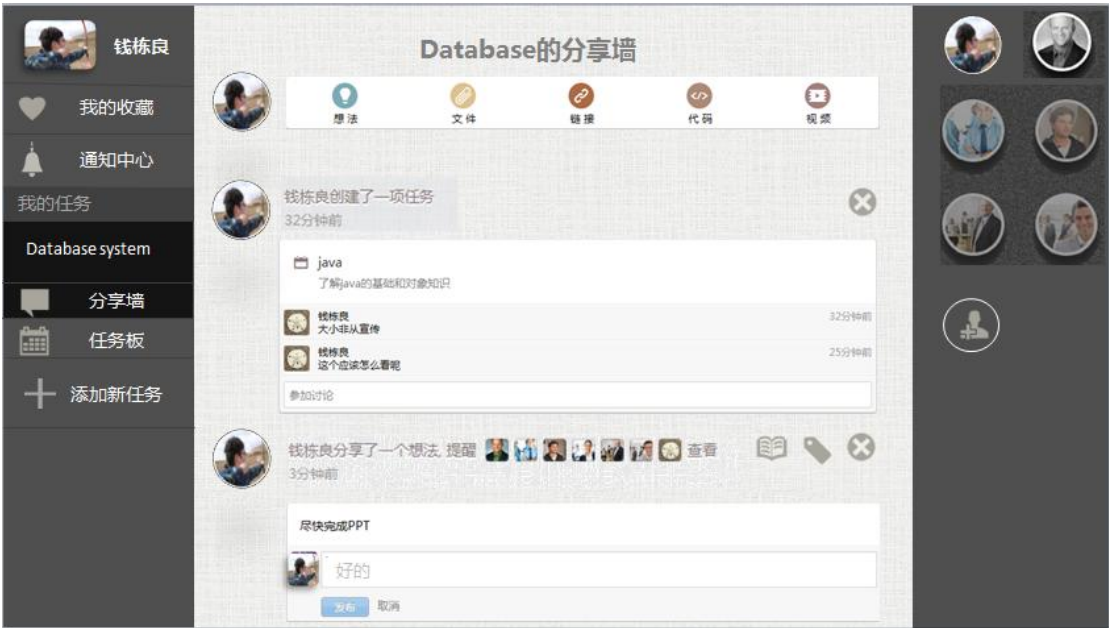 钱栋良
我的收藏
通知中心
我的任务
Database system
分享墙
任务板
添加新任务
Database的分享墙
想法
文件
链接
代码
视频
钱栋良创建了一项任务
32分钟前
java
了解java的基础和对象知识
钱栋良
32分钟前
大小非从宣传
钱栋良
25分钟前
这个应该怎么看呢
参加讨论
钱栋良分享了一个想法, 提醒 查看
3分钟前
尽快完成PPT
好的
发布 取消